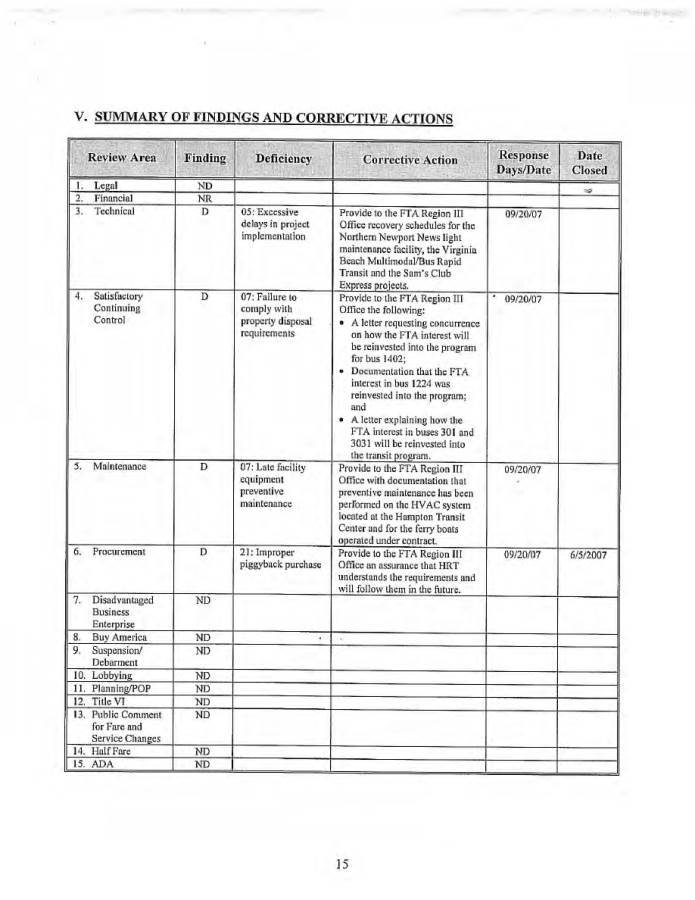 V. SUMMARY OF FINDINGS AND CORRECTIVE ACTIONS
Review Area Finding Deficiency Corrective Action Response Days/Date Date Closed
1. Legal ND
2. Financial NR
3. Technical D 05: Excessive delays in project implementation
Provide to the FTA Region III
Office recovery schedules for the
Northern Newport News light
maintenance facility, the Virginia
Beach Multimodal/Bus Rapid
Transit and the Sam's Club
Express projects.
09/20/07
4. Satisfactory Continuing Control D 07: Failure to comply with property disposal requirements
Provide to the FTA Region III
Office the following:
• A letter requesting concurrence
on how the FTA interest will
be reinvested into the program
for bus 1402;
• Documentation that the FTA
interest in bus 1224 was
reinvested into the program;
and
• A letter explaining how the
FTA interest in buses 301 and
3031 will be reinvested into
the transit program.
09/20/07
5. Maintenance D 07: Late facility equipment preventive maintenance
Provide to the FTA Region III
Office with documentation that
preventive maintenance has been
performed on the HVAC system
located at the Hampton Transit
Center and for the ferry boats
operated under contract.
09/20/07
6. Procurement D 21: Improper piggyback purchase
Provide to the FTA Region III
Office an assurance that HRT
understands the requirements and
will follow them in the future.
09/20/07 6/5/2007
7. Disadvantaged Business Enterprise ND
8. Buy America ND
9. Suspension/ Debarment ND
10. Lobbying ND
11. Planning/POP ND
12. Title VI ND
13. Public Comment for Fare and Service Changes ND
14. Half Fare ND
15. ADA ND
15